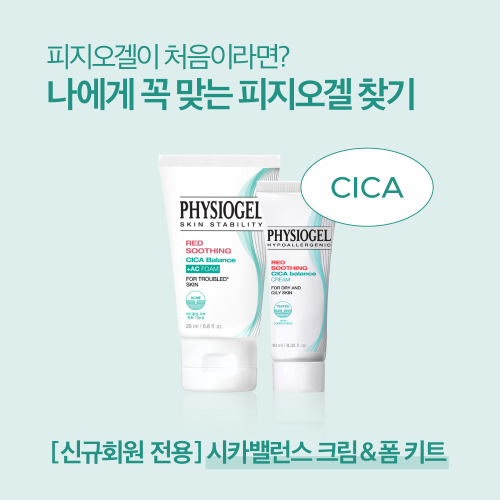 피지오겔이 처음이라면?
나에게 꼭 맞는 피지오겔 찾기
CICA
PHYSIOGEL
SKIN STABILITY
RED
SOOTHING
CICA Balance
+AC FOAM
FOR TROUBLED*
SKIN
ACNE
PHYSIOGEL
HYPOALLERGENIC
RED
SOOTHING
CICA balance
CREAM
FOR DRY AND
OILY SKIN
TESTED
[신규회원 전용] 시카밸런스 크림&폼 키트